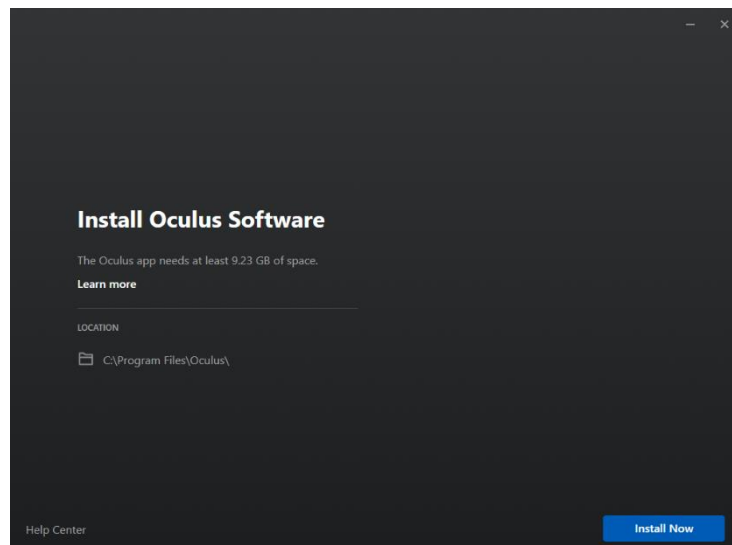 Install Oculus Software
The Oculus app needs at least 9.23 GB of space.
Learn more
LOCATION
C:\Program Files\Oculus\
Help Center
Install Now